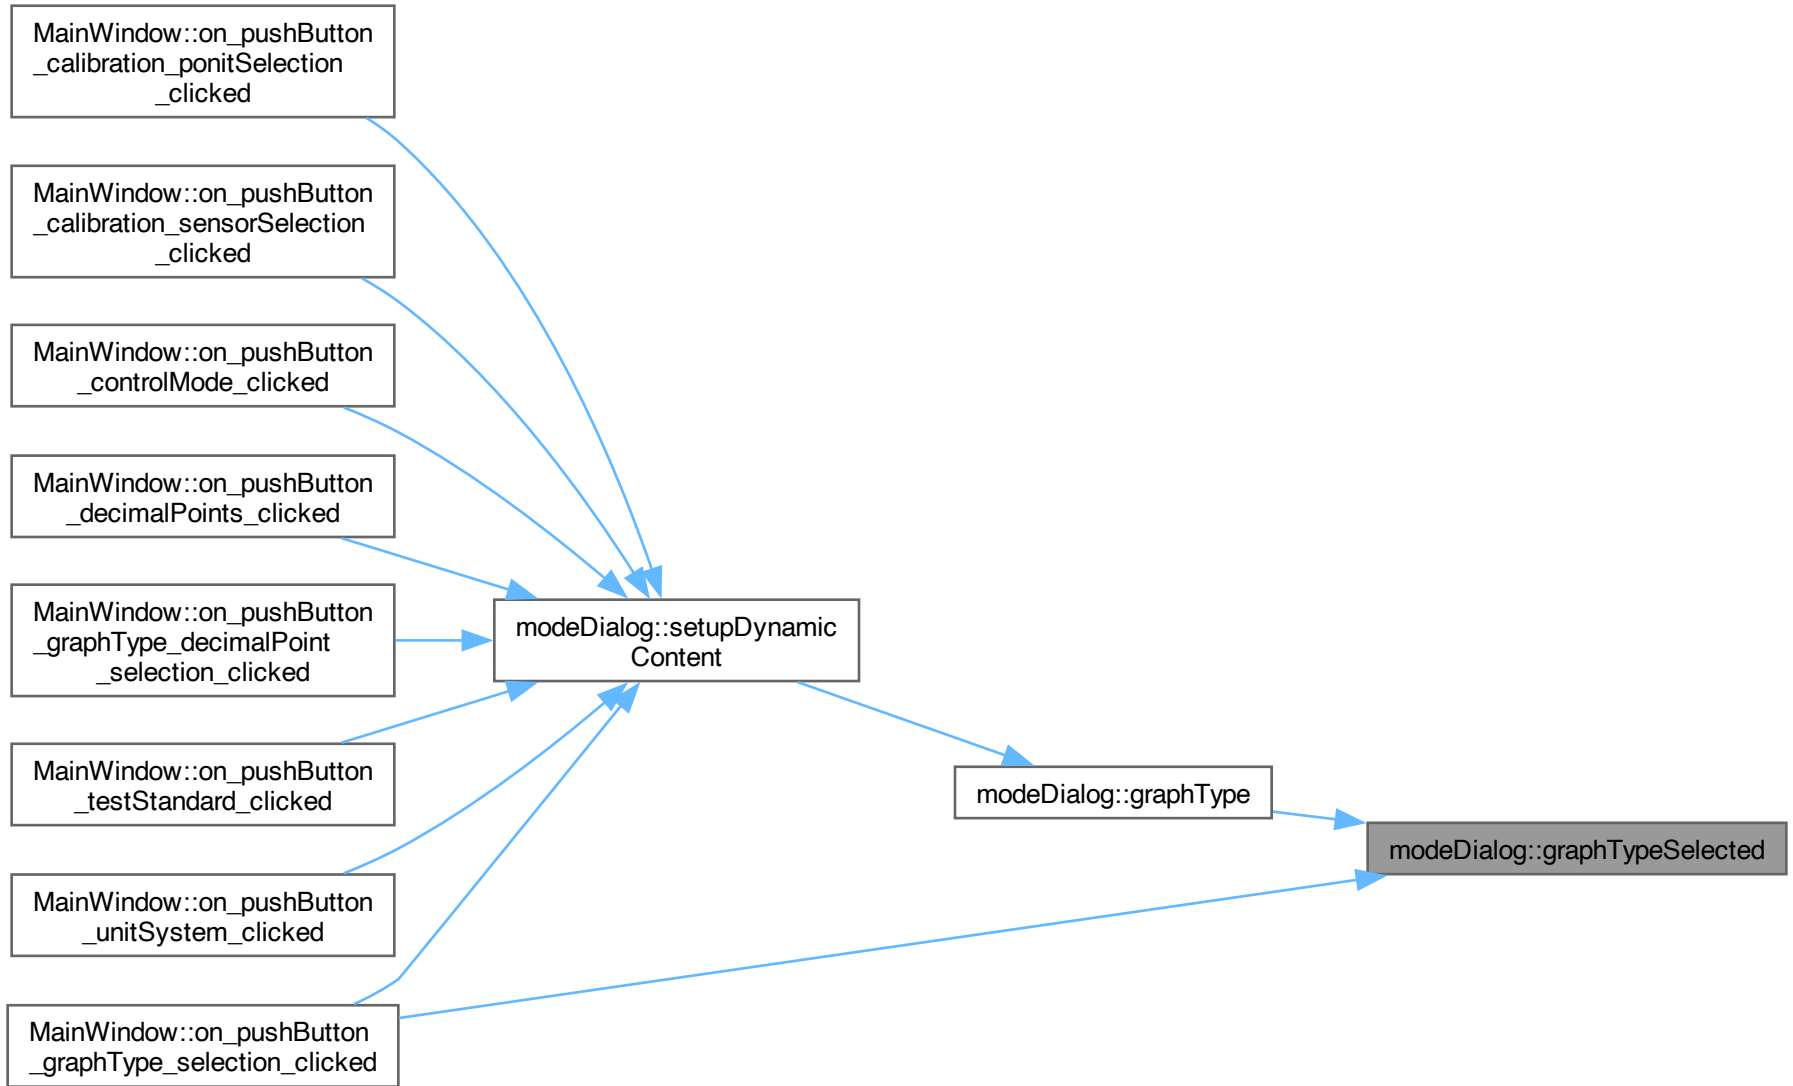 MainWindow::on_pushButton
_calibration_ponitSelection
_clicked
MainWindow::on_pushButton
_calibration_sensorSelection
_clicked
MainWindow::on_pushButton
_controlMode_clicked
MainWindow::on_pushButton
_decimalPoints_clicked
MainWindow::on_pushButton
_graphType_decimalPoint
_selection_clicked
MainWindow::on_pushButton
_testStandard_clicked
MainWindow::on_pushButton
_unitSystem_clicked
MainWindow::on_pushButton
_graphType_selection_clicked
modeDialog::setupDynamic
Content
modeDialog::graphType
modeDialog::graphTypeSelected